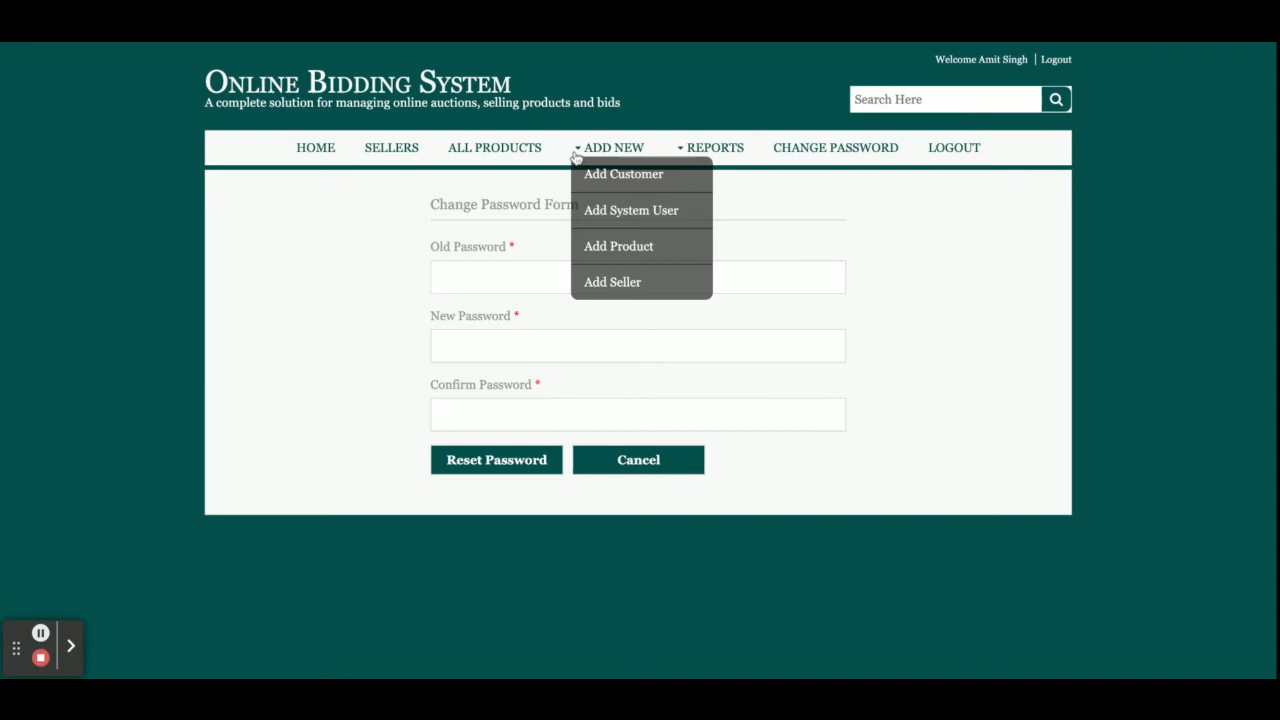 Welcome Amit Singh | Logout
Online Bidding System
A complete solution for managing online auctions, selling products and bids
Search Here
HOME SELLERS ALL PRODUCTS ADD NEW REPORTS CHANGE PASSWORD LOGOUT
Add Customer
Change Password Form
Add System User
Old Password *
Add Product
Add Seller
New Password *
Confirm Password *
Reset Password Cancel